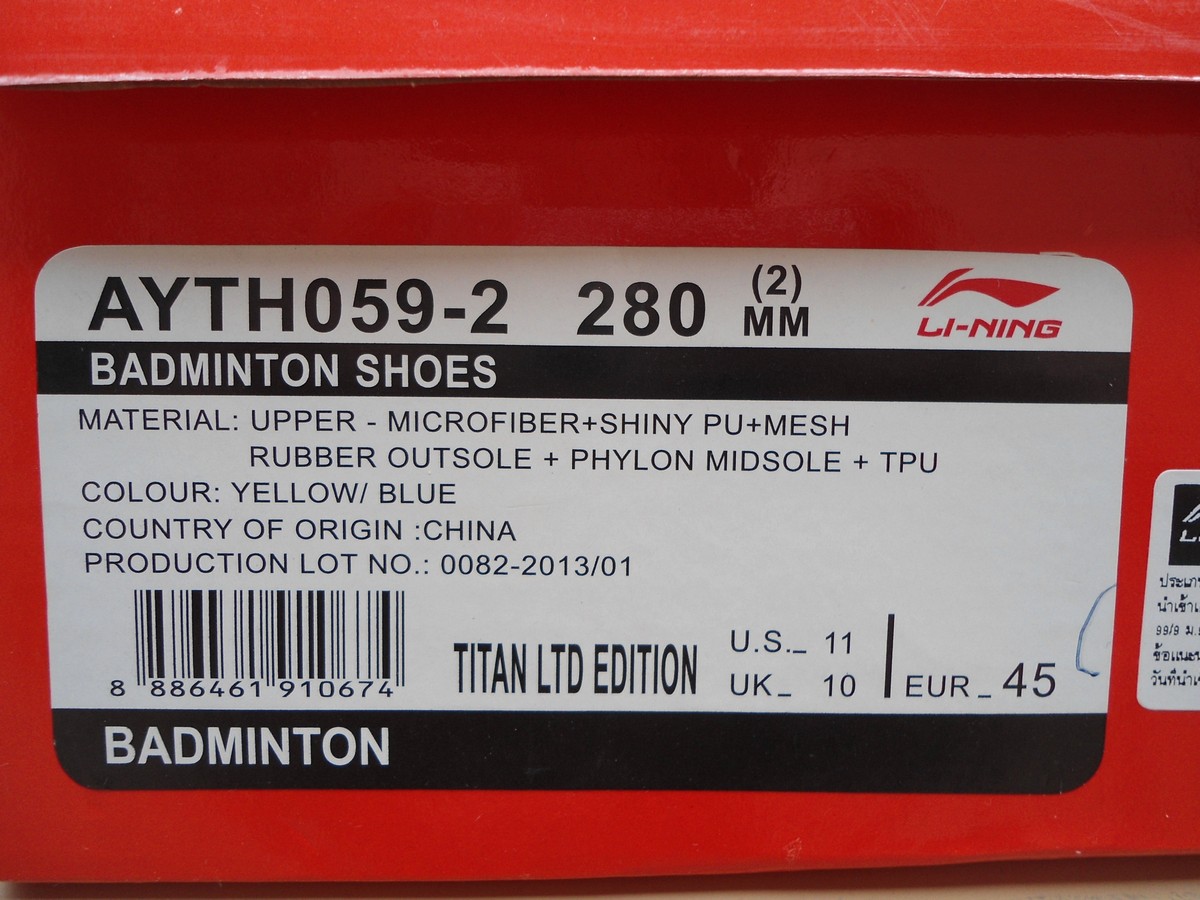 AYTH059-2 280 (2) MM LI-NING
BADMINTON SHOES
MATERIAL: UPPER - MICROFIBER+SHINY PU+MESH
RUBBER OUTSOLE + PHYLON MIDSOLE + TPU
COLOUR: YELLOW/ BLUE
COUNTRY OF ORIGIN :CHINA
PRODUCTION LOT NO.: 0082-2013/01
8 886461 910674
TITAN LTD EDITION
U.S._ 11
UK_ 10
EUR_ 45
BADMINTON
99/9